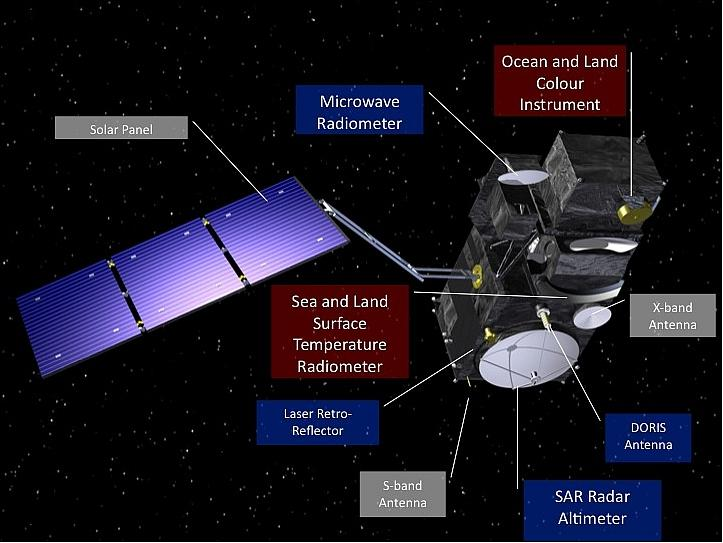 Ocean and Land
Colour
Instrument
Microwave
Radiometer
Solar Panel
Sea and Land
Surface
Temperature
Radiometer
X-band
Antenna
Laser Retro-
Reflector
DORIS
Antenna
S-band
Antenna
SAR Radar
Altimeter